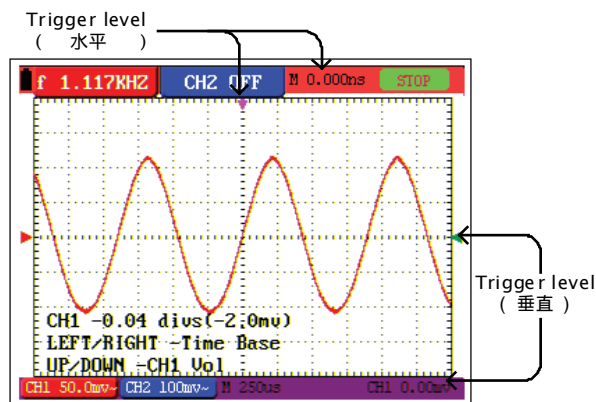 Trigger level
( 水平 )
f 1.117KHZ CH2 OFF M 0.000ns STOP
Trigger level
( 垂直 )
CH1 -0.04 divs(-2.0mv)
LEFT/RIGHT -Time Base
UP/DOWN -CH1 Vol
CH1 50.0mv~ CH2 100mv~ M 250us CH1 0.00mv